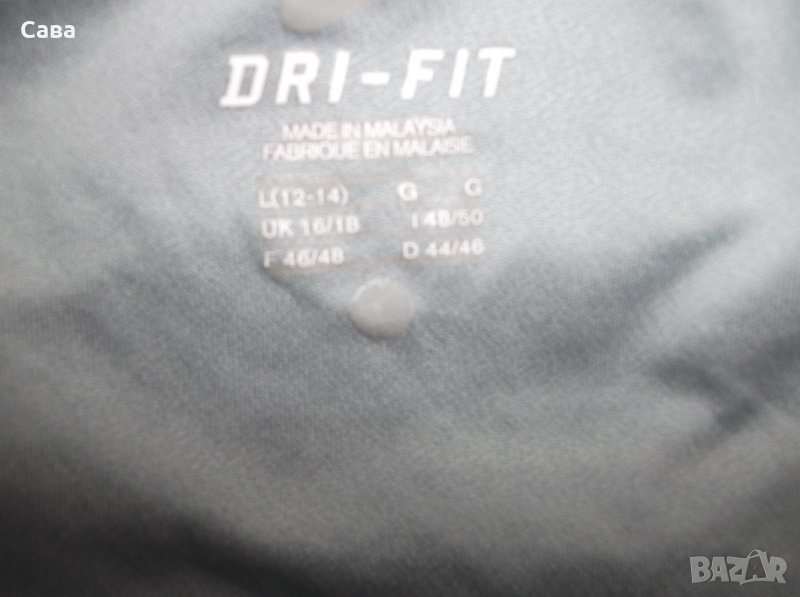 Сава
DRI-FIT
MADE IN MALAYSIA
FABRIQUE EN MALAISIE
L(12-14) G G
UK 16/18 I 48/50
F 46/48 D 44/46
BAZAR